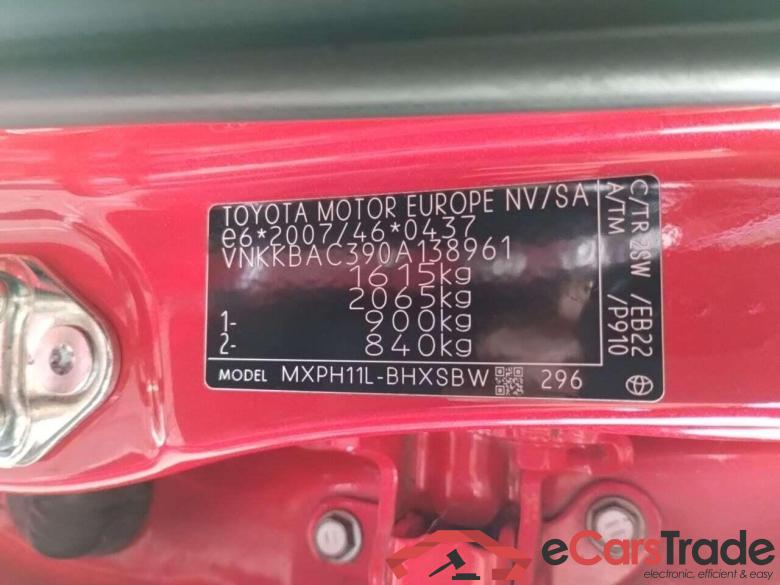 TOYOTA MOTOR EUROPE NV/SA
e6*2007/46*0437
VNKKBAC390A138961
1615kg
2065kg
1- 900kg
2- 840kg
MODEL MXPH11L-BHXSBW 296
C/TR 2SW /EB22
A/TM /P910
eCarsTrade
electronic, efficient & easy